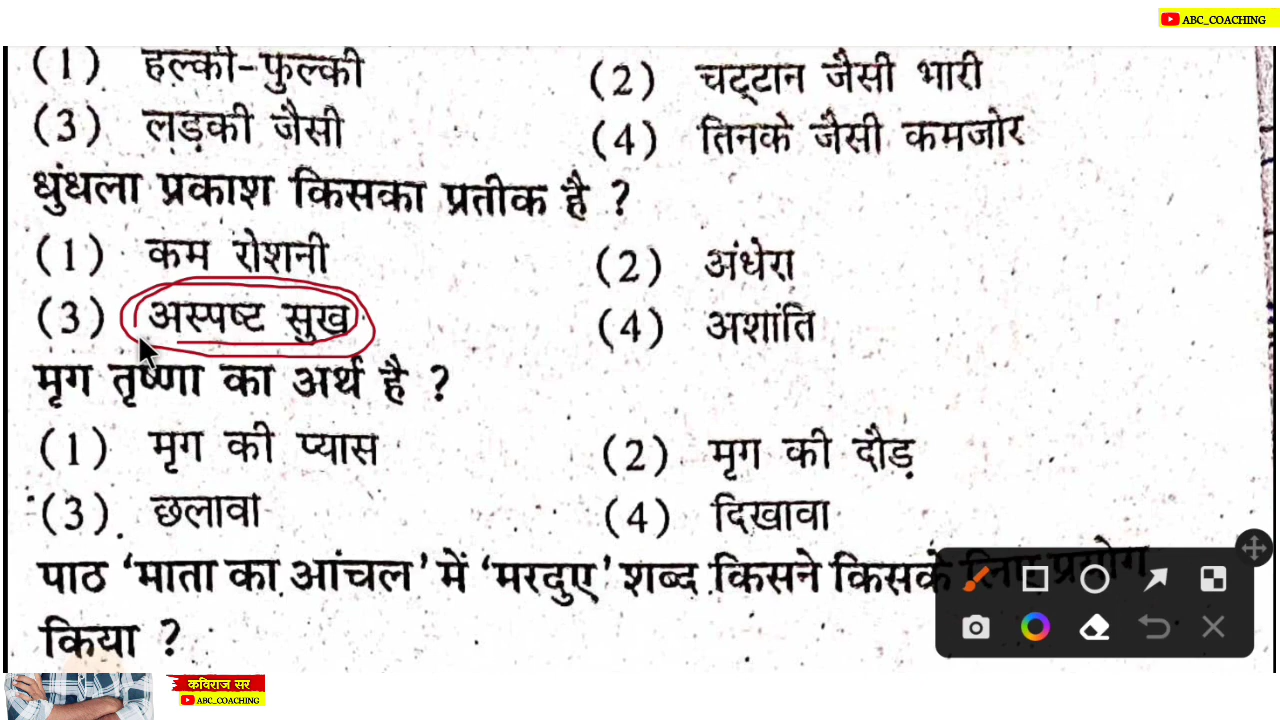 ABC_COACHING
(1) हल्की-फुल्की (2) चट्टान जैसी भारी
(3) लड़की जैसी (4) तिनके जैसी कमजोर
धुंधला प्रकाश किसका प्रतीक है ?
(1) कम रोशनी (2) अंधेरा
(3) अस्पष्ट सुख (4) अशांति
मृग तृष्णा का अर्थ है ?
(1) मृग की प्यास (2) मृग की दौड़
(3) छलावा (4) दिखावा
पाठ 'माता का आंचल' में 'मरदुए' शब्द किसने किसके लिए प्रयोग
किया ?
कविराज सर
ABC_COACHING